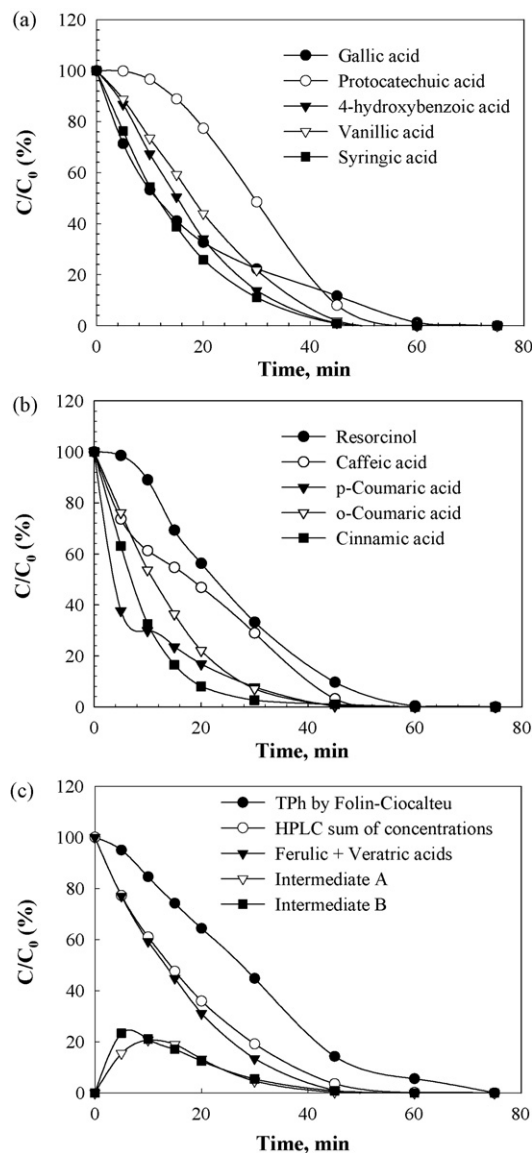 (a)
120
100
80
60
40
20
0
C/C0 (%)
Gallic acid
Protocatechuic acid
4-hydroxybenzoic acid
Vanillic acid
Syringic acid
0 20 40 60 80
Time, min
(b)
120
100
80
60
40
20
0
C/C0 (%)
Resorcinol
Caffeic acid
p-Coumaric acid
o-Coumaric acid
Cinnamic acid
0 20 40 60 80
Time, min
(c)
120
100
80
60
40
20
0
C/C0 (%)
TPh by Folin-Ciocalteu
HPLC sum of concentrations
Ferulic + Veratric acids
Intermediate A
Intermediate B
0 20 40 60 80
Time, min